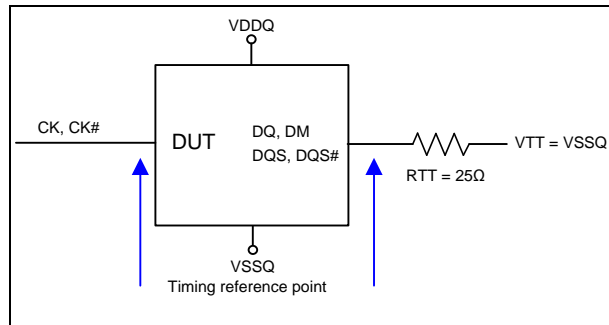 VDDQ
CK, CK#
DUT
DQ, DM
DQS, DQS#
VTT = VSSQ
RTT = 25Ω
VSSQ
Timing reference point